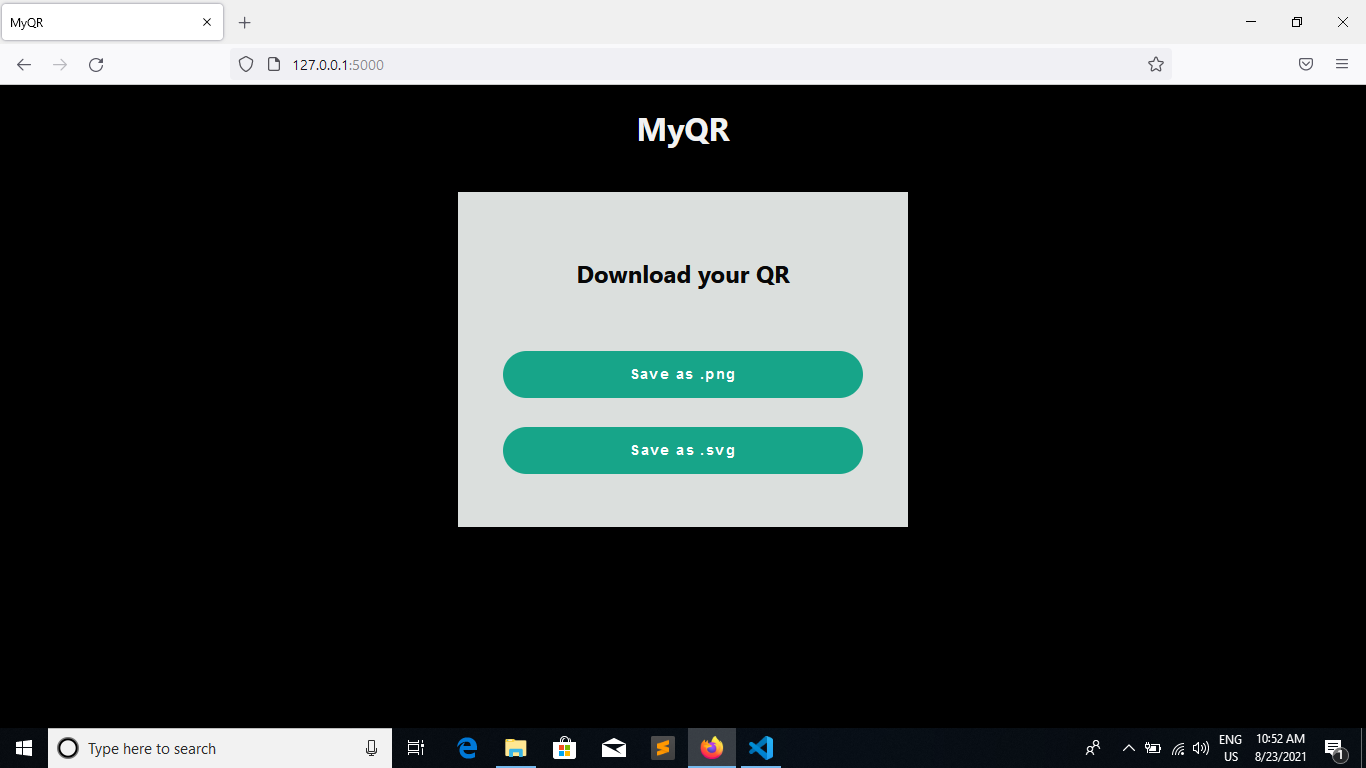 MyQR
127.0.0.1:5000
MyQR
Download your QR
Save as .png
Save as .svg
Type here to search
ENG
US
10:52 AM
8/23/2021
1